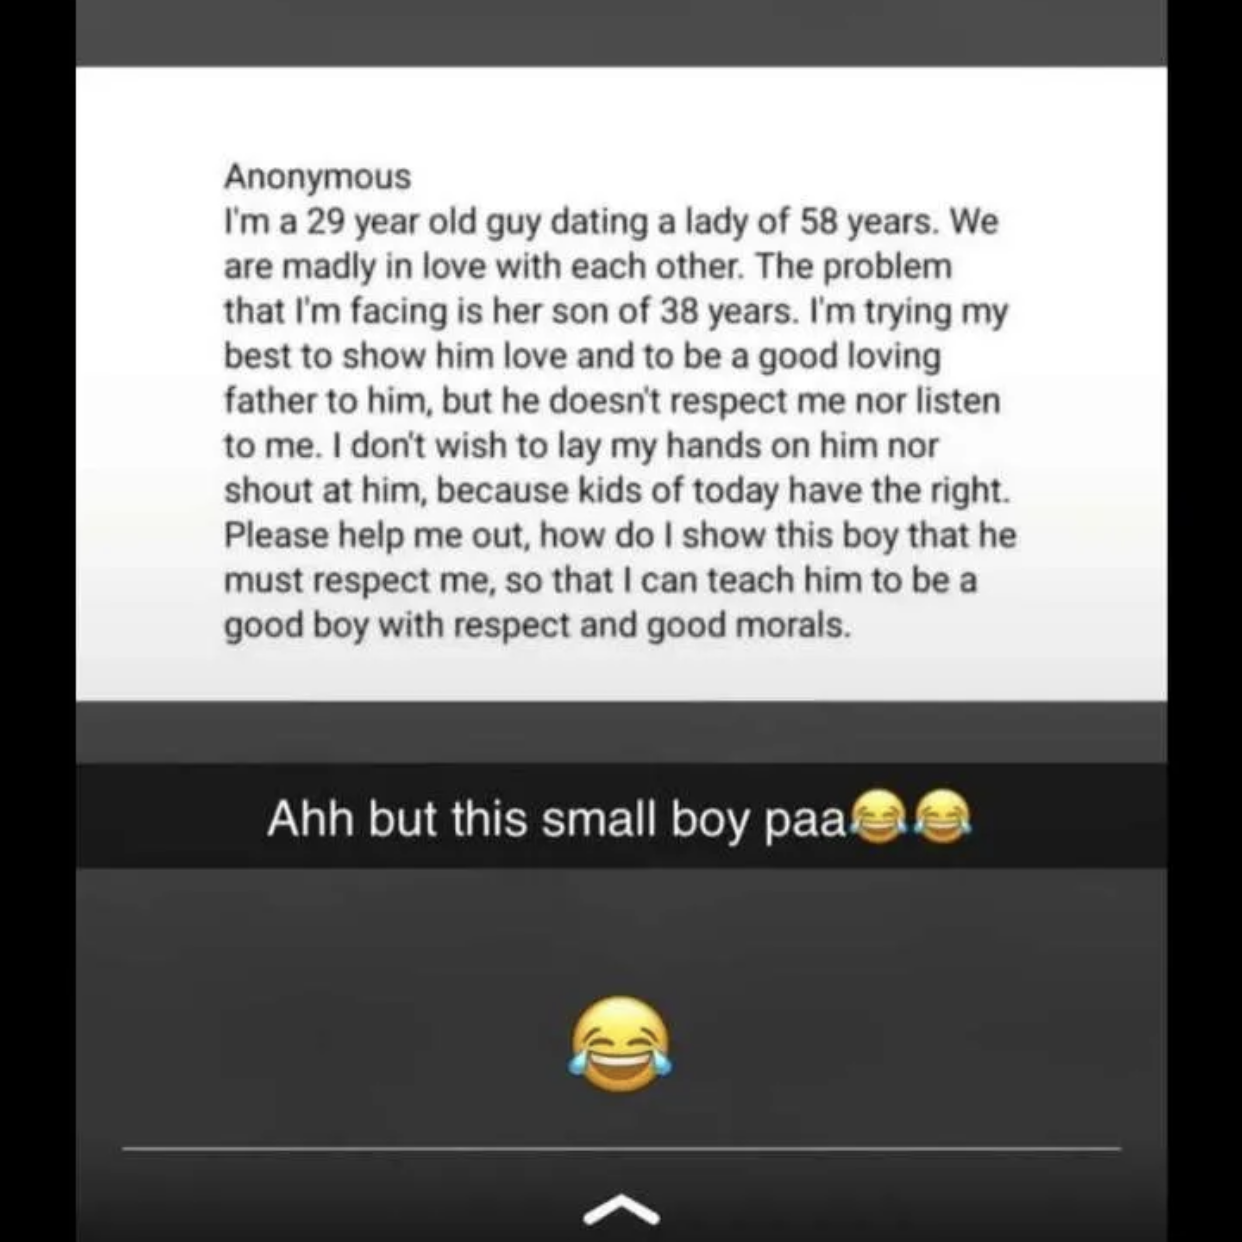 Anonymous
I'm a 29 year old guy dating a lady of 58 years. We
are madly in love with each other. The problem
that I'm facing is her son of 38 years. I'm trying my
best to show him love and to be a good loving
father to him, but he doesn't respect me nor listen
to me. I don't wish to lay my hands on him nor
shout at him, because kids of today have the right.
Please help me out, how do I show this boy that he
must respect me, so that I can teach him to be a
good boy with respect and good morals.
Ahh but this small boy paa😂😂
😂